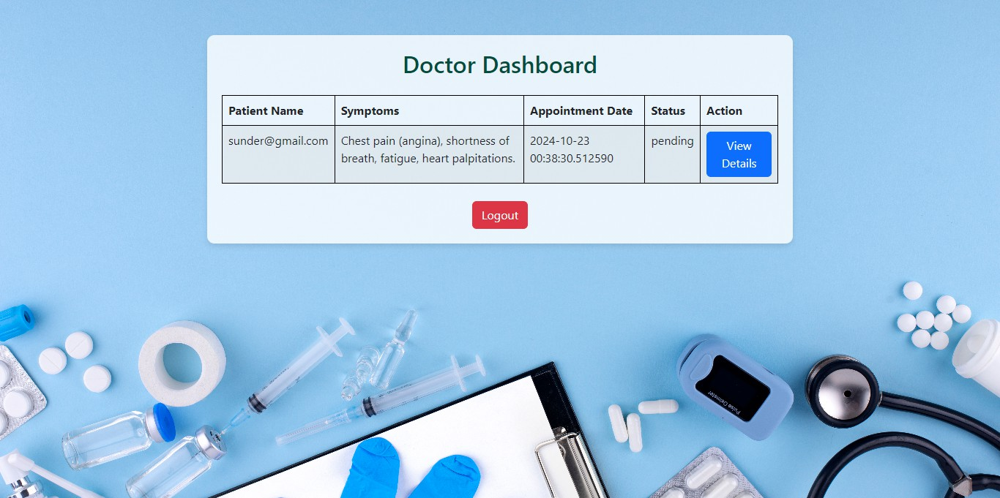 Doctor Dashboard
Patient Name Symptoms Appointment Date Status Action
sunder@gmail.com Chest pain (angina), shortness of 2024-10-23 pending View
breath, fatigue, heart palpitations. 00:38:30.512590 Details
Logout
Pulse Oximeter